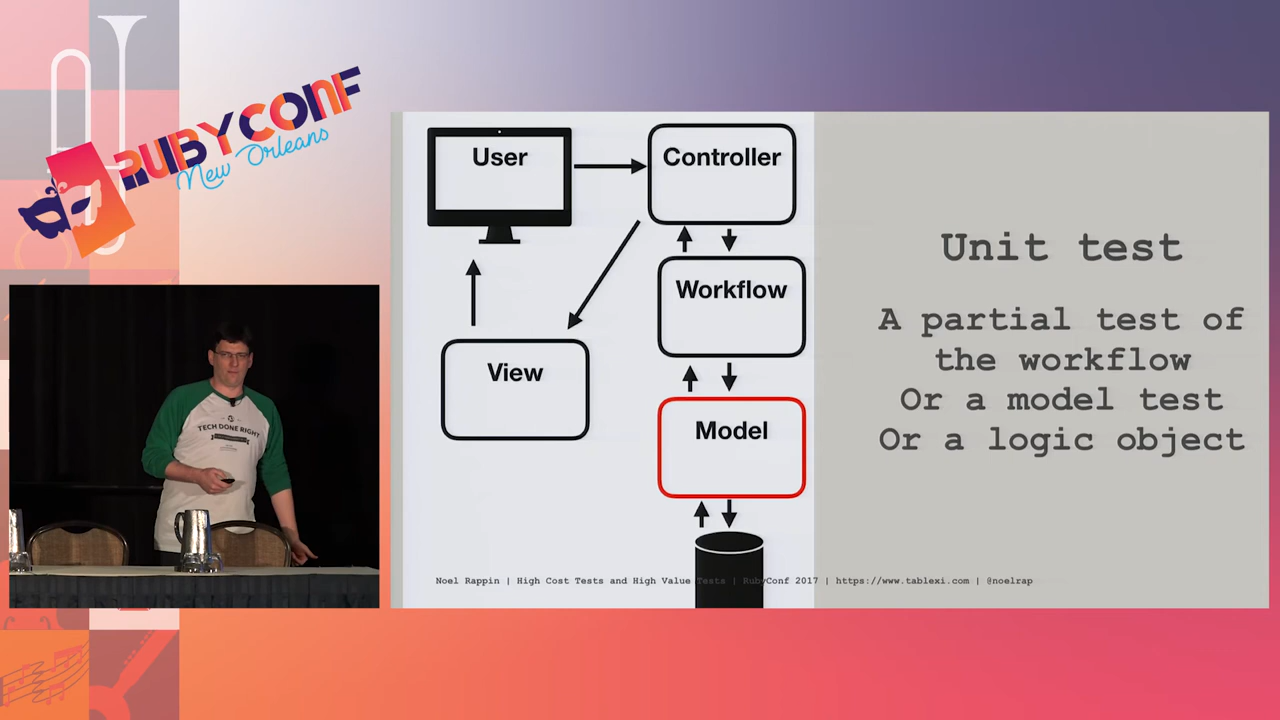 RUBYCONF
New Orleans
User
Controller
Workflow
View
Model
Unit test
A partial test of
the workflow
Or a model test
Or a logic object
Noel Rappin | High Cost Tests and High Value Tests | RubyConf 2017 | https://www.tablexi.com | @noelrap
TECH DONE RIGHT